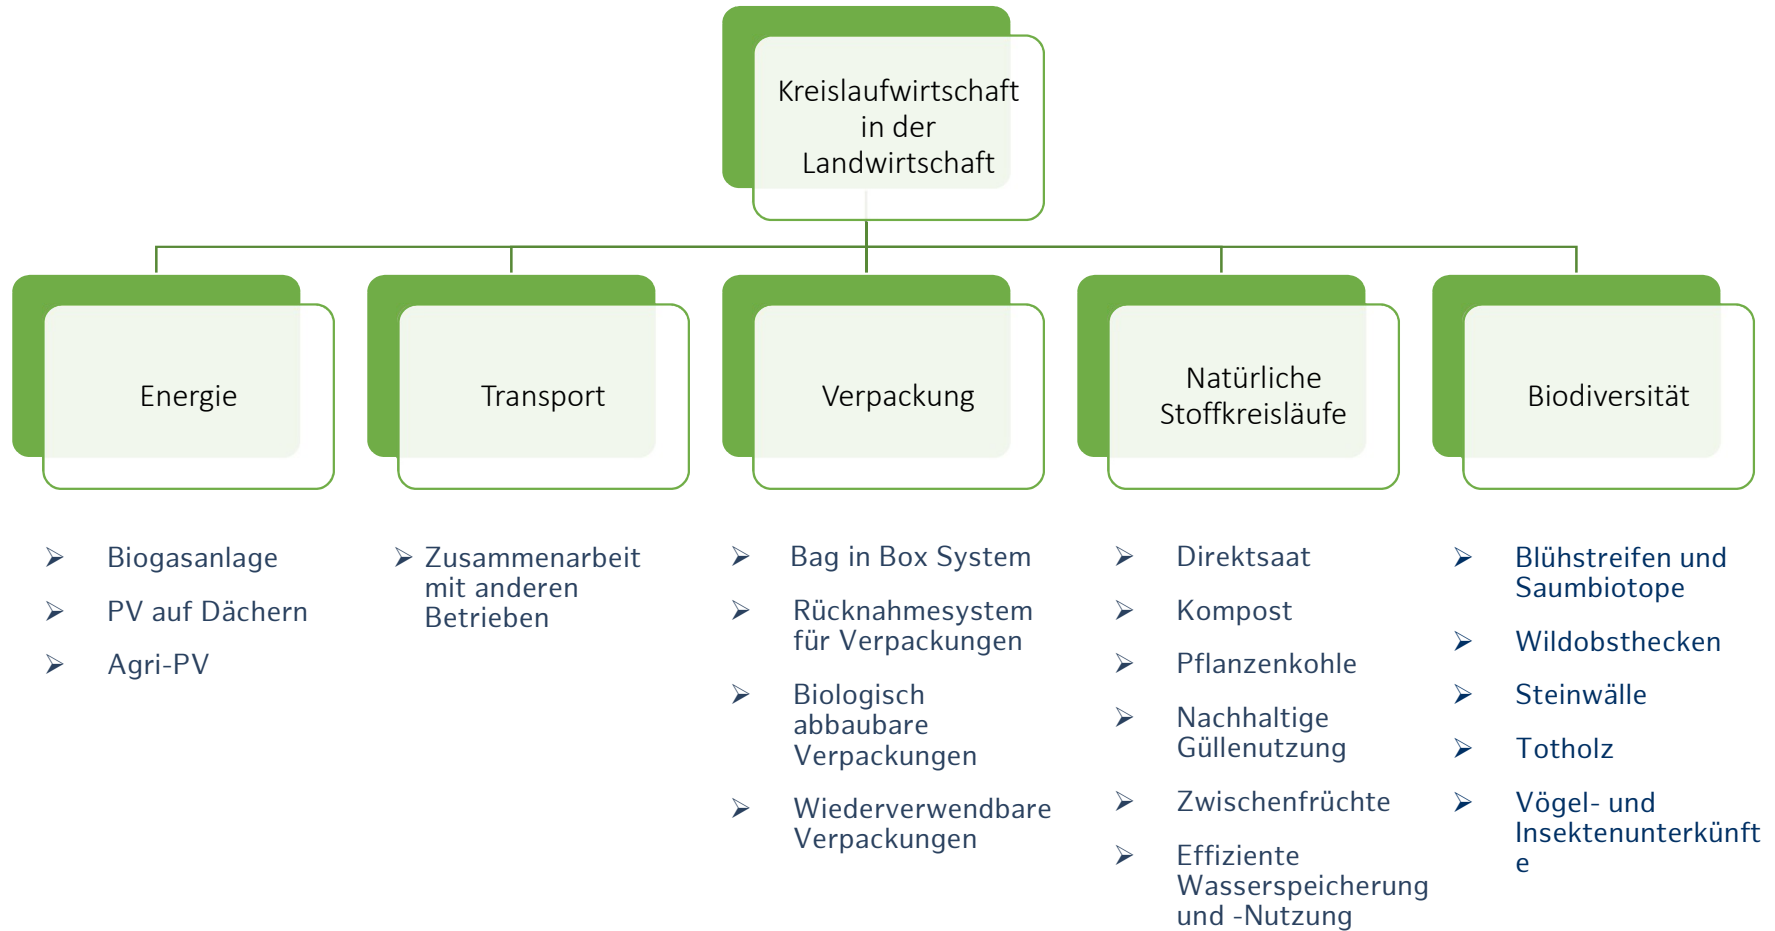 Kreislaufwirtschaft
in der
Landwirtschaft
Energie
Transport
Verpackung
Natürliche
Stoffkreisläufe
Biodiversität
Biogasanlage
PV auf Dächern
Agri-PV
Zusammenarbeit
mit anderen
Betrieben
Bag in Box System
Rücknahmesystem
für Verpackungen
Biologisch
abbaubare
Verpackungen
Wiederverwendbare
Verpackungen
Direktsaat
Kompost
Pflanzenkohle
Nachhaltige
Güllenutzung
Zwischenfrüchte
Effiziente
Wasserspeicherung
und -Nutzung
Blühstreifen und
Saumbiotope
Wildobsthecken
Steinwälle
Totholz
Vögel- und
Insektenunterkünft
e